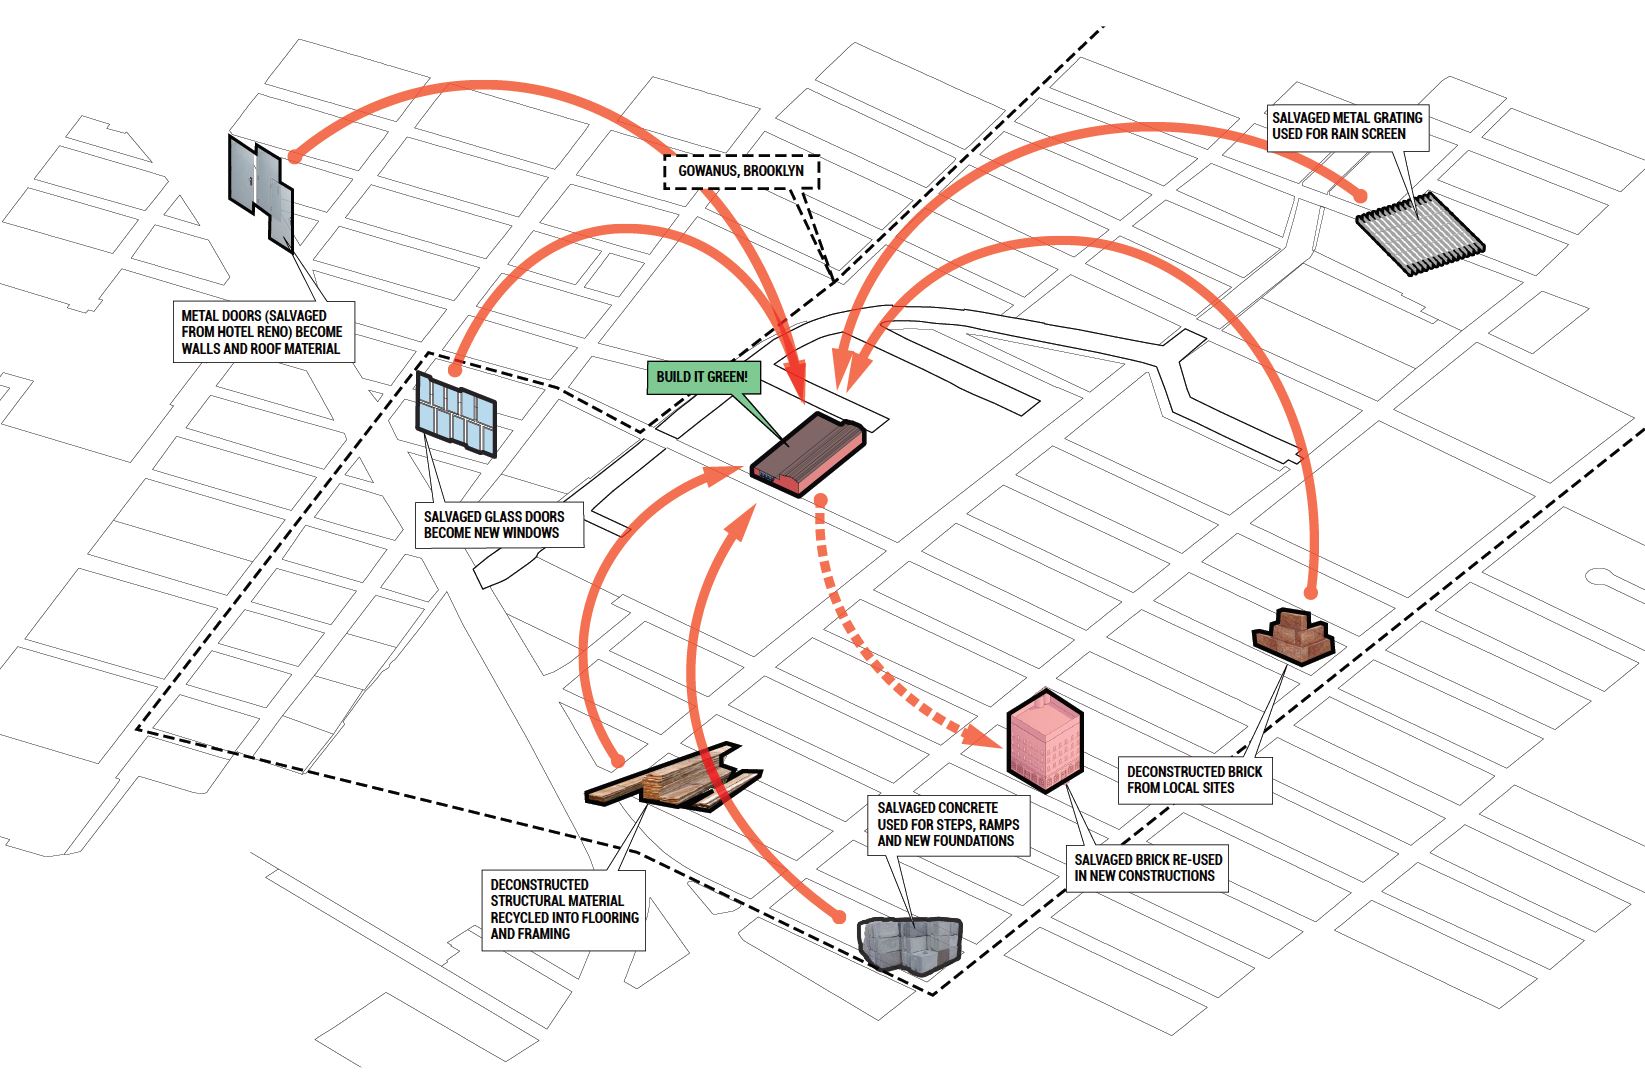 SALVAGED METAL GRATING
USED FOR RAIN SCREEN
GOWANUS, BROOKLYN
METAL DOORS (SALVAGED
FROM HOTEL RENO) BECOME
WALLS AND ROOF MATERIAL
BUILD IT GREEN!
SALVAGED GLASS DOORS
BECOME NEW WINDOWS
DECONSTRUCTED BRICK
FROM LOCAL SITES
SALVAGED CONCRETE
USED FOR STEPS, RAMPS
AND NEW FOUNDATIONS
SALVAGED BRICK RE-USED
IN NEW CONSTRUCTIONS
DECONSTRUCTED
STRUCTURAL MATERIAL
RECYCLED INTO FLOORING
AND FRAMING